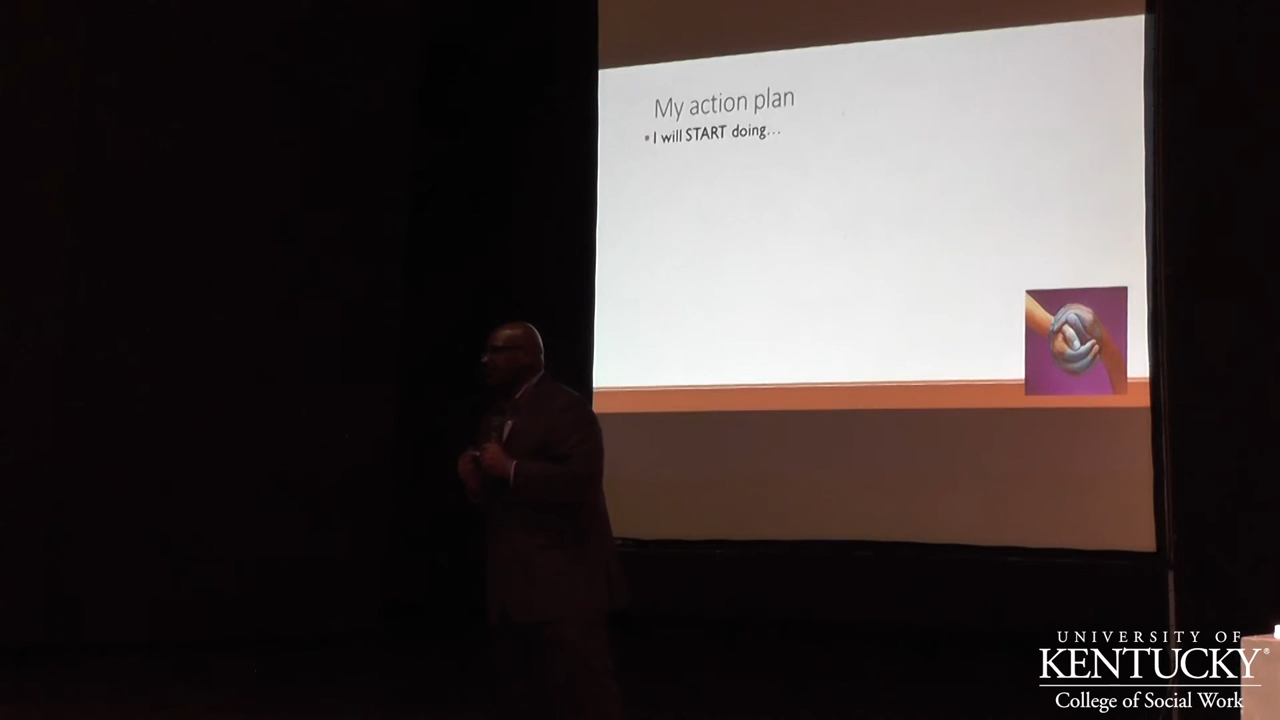 My action plan
▪ I will START doing...
UNIVERSITY OF
KENTUCKY®
College of Social Work